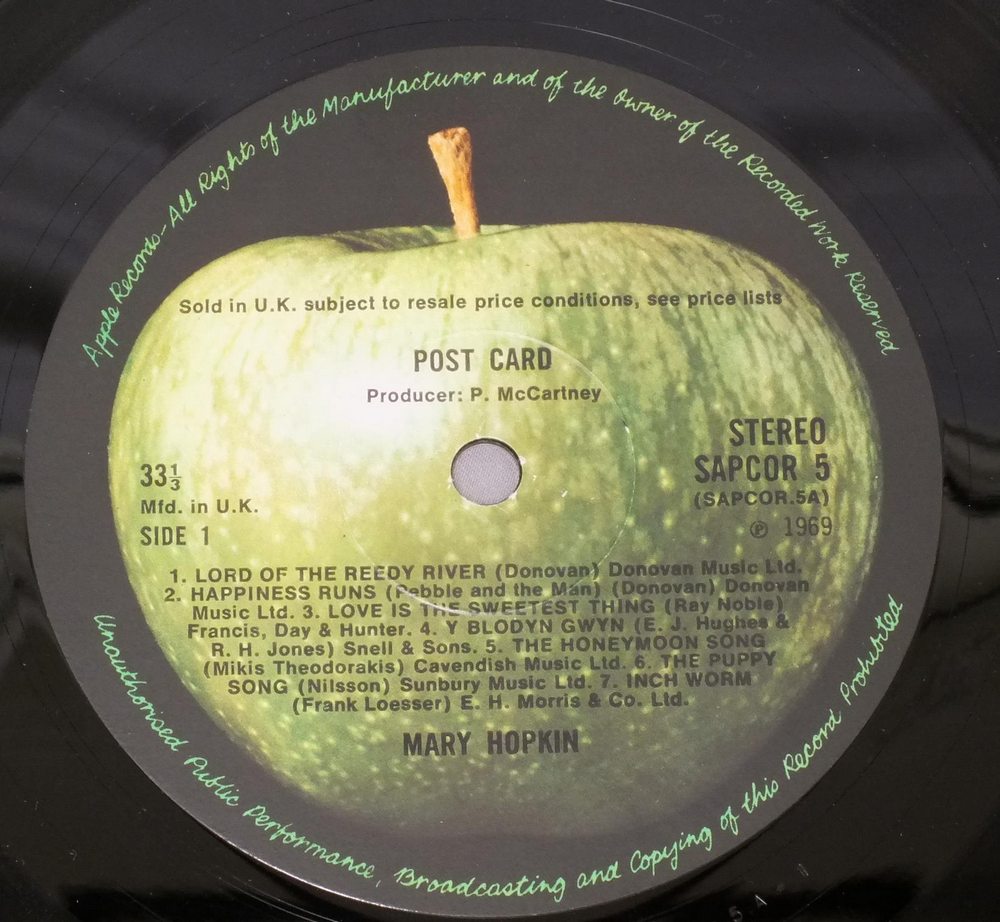 Apple Records - All Rights of the Manufacturer and of the Owner of the Recorded Work Reserved
Sold in U.K. subject to resale price conditions, see price lists
POST CARD
Producer: P. McCartney
STEREO
SAPCOR 5
(SAPCOR.5A)
℗ 1969
33⅓
Mfd. in U.K.
SIDE 1
1. LORD OF THE REEDY RIVER (Donovan) Donovan Music Ltd.
2. HAPPINESS RUNS (Pebble and the Man) (Donovan) Donovan
Music Ltd. 3. LOVE IS THE SWEETEST THING (Ray Noble)
Francis, Day & Hunter. 4. Y BLODYN GWYN (E. J. Hughes &
R. H. Jones) Snell & Sons. 5. THE HONEYMOON SONG
(Mikis Theodorakis) Cavendish Music Ltd. 6. THE PUPPY
SONG (Nilsson) Sunbury Music Ltd. 7. INCH WORM
(Frank Loesser) E. H. Morris & Co. Ltd.
MARY HOPKIN
Unauthorised Public Performance, Broadcasting and Copying of this Record Prohibited